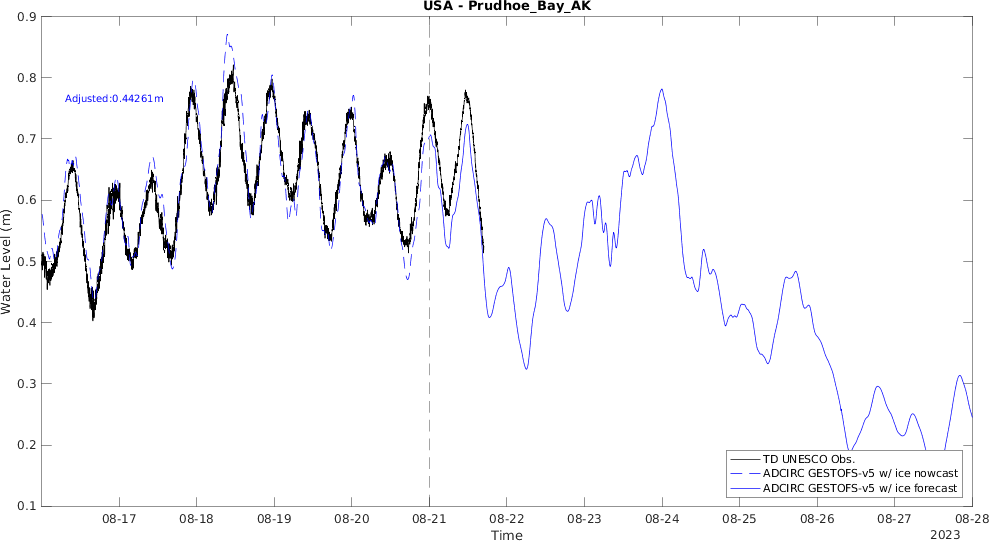 USA - Prudhoe_Bay_AK
0.9
0.8
Adjusted:0.44261m
0.7
0.6
0.5
0.4
0.3
0.2
0.1
Water Level (m)
TD UNESCO Obs.
ADCIRC GESTOFS-v5 w/ ice nowcast
ADCIRC GESTOFS-v5 w/ ice forecast
08-17 08-18 08-19 08-20 08-21 08-22 08-23 08-24 08-25 08-26 08-27 08-28
Time
2023